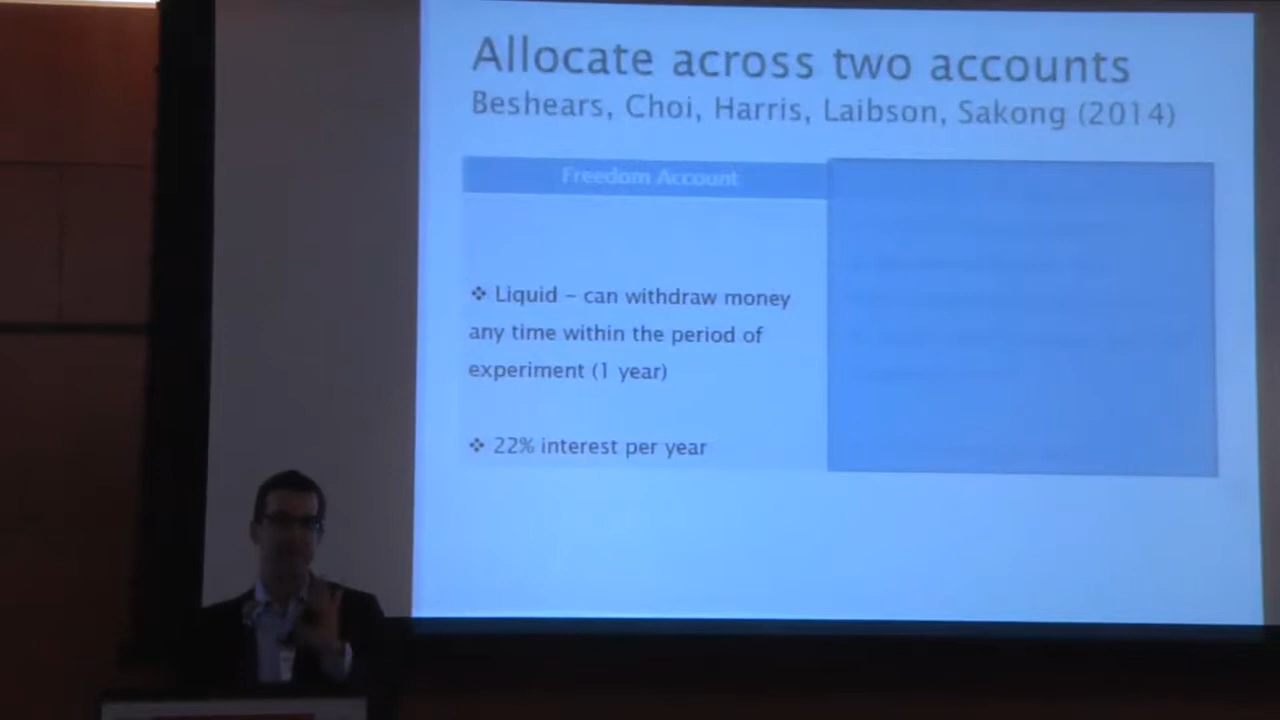 Allocate across two accounts
Beshears, Choi, Harris, Laibson, Sakong (2014)
Freedom Account
❖ Liquid – can withdraw money
any time within the period of
experiment (1 year)
❖ 22% interest per year